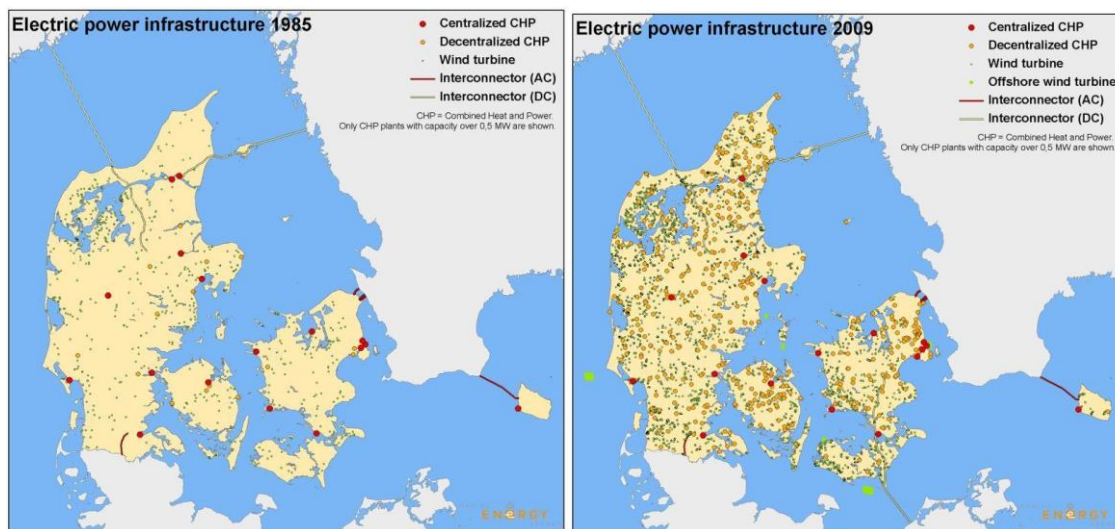 Electric power infrastructure 1985
Centralized CHP
Decentralized CHP
Wind turbine
Interconnector (AC)
Interconnector (DC)
CHP = Combined Heat and Power.
Only CHP plants with capacity over 0,5 MW are shown.
ENERGY
Electric power infrastructure 2009
Centralized CHP
Decentralized CHP
Wind turbine
Offshore wind turbine
Interconnector (AC)
Interconnector (DC)
CHP = Combined Heat and Power.
Only CHP plants with capacity over 0,5 MW are shown.
ENERGY